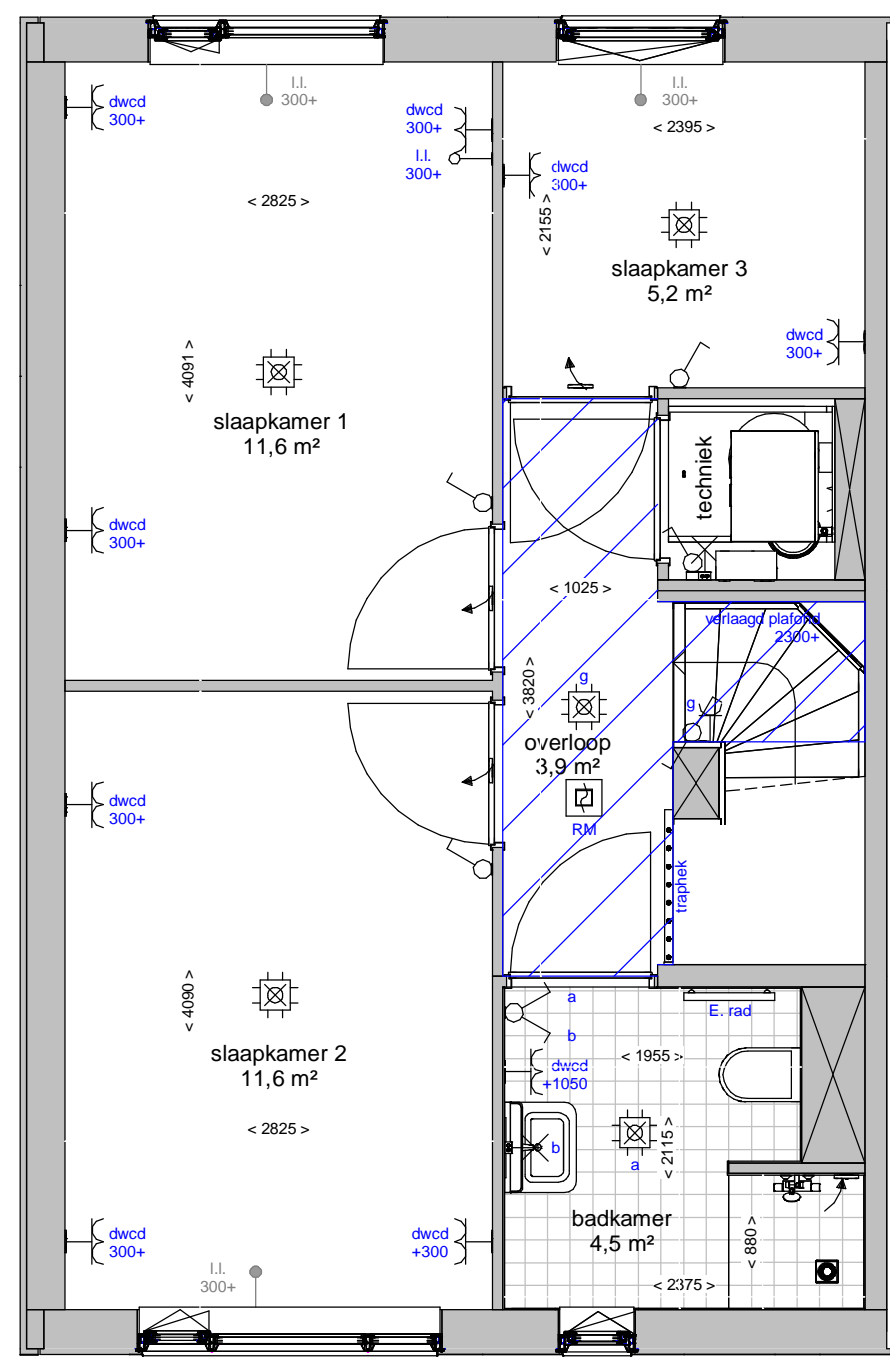 l.l.
300+
l.l.
300+
dwcd
300+
dwcd
300+
l.l.
300+
< 2395 >
dwcd
300+
< 2825 >
< 2155 >
slaapkamer 3
5,2 m²
dwcd
300+
< 4091 >
slaapkamer 1
11,6 m²
techniek
dwcd
300+
< 1025 >
verlaagd plafond
2300+
< 3820 >
g
g
overloop
3,9 m²
RM
dwcd
300+
traphek
< 4090 >
slaapkamer 2
11,6 m²
< 2825 >
a
b
E. rad
dwcd
+1050
< 1955 >
b
a
< 2115 >
badkamer
4,5 m²
< 880 >
< 2375 >
dwcd
300+
dwcd
+300
l.l.
300+